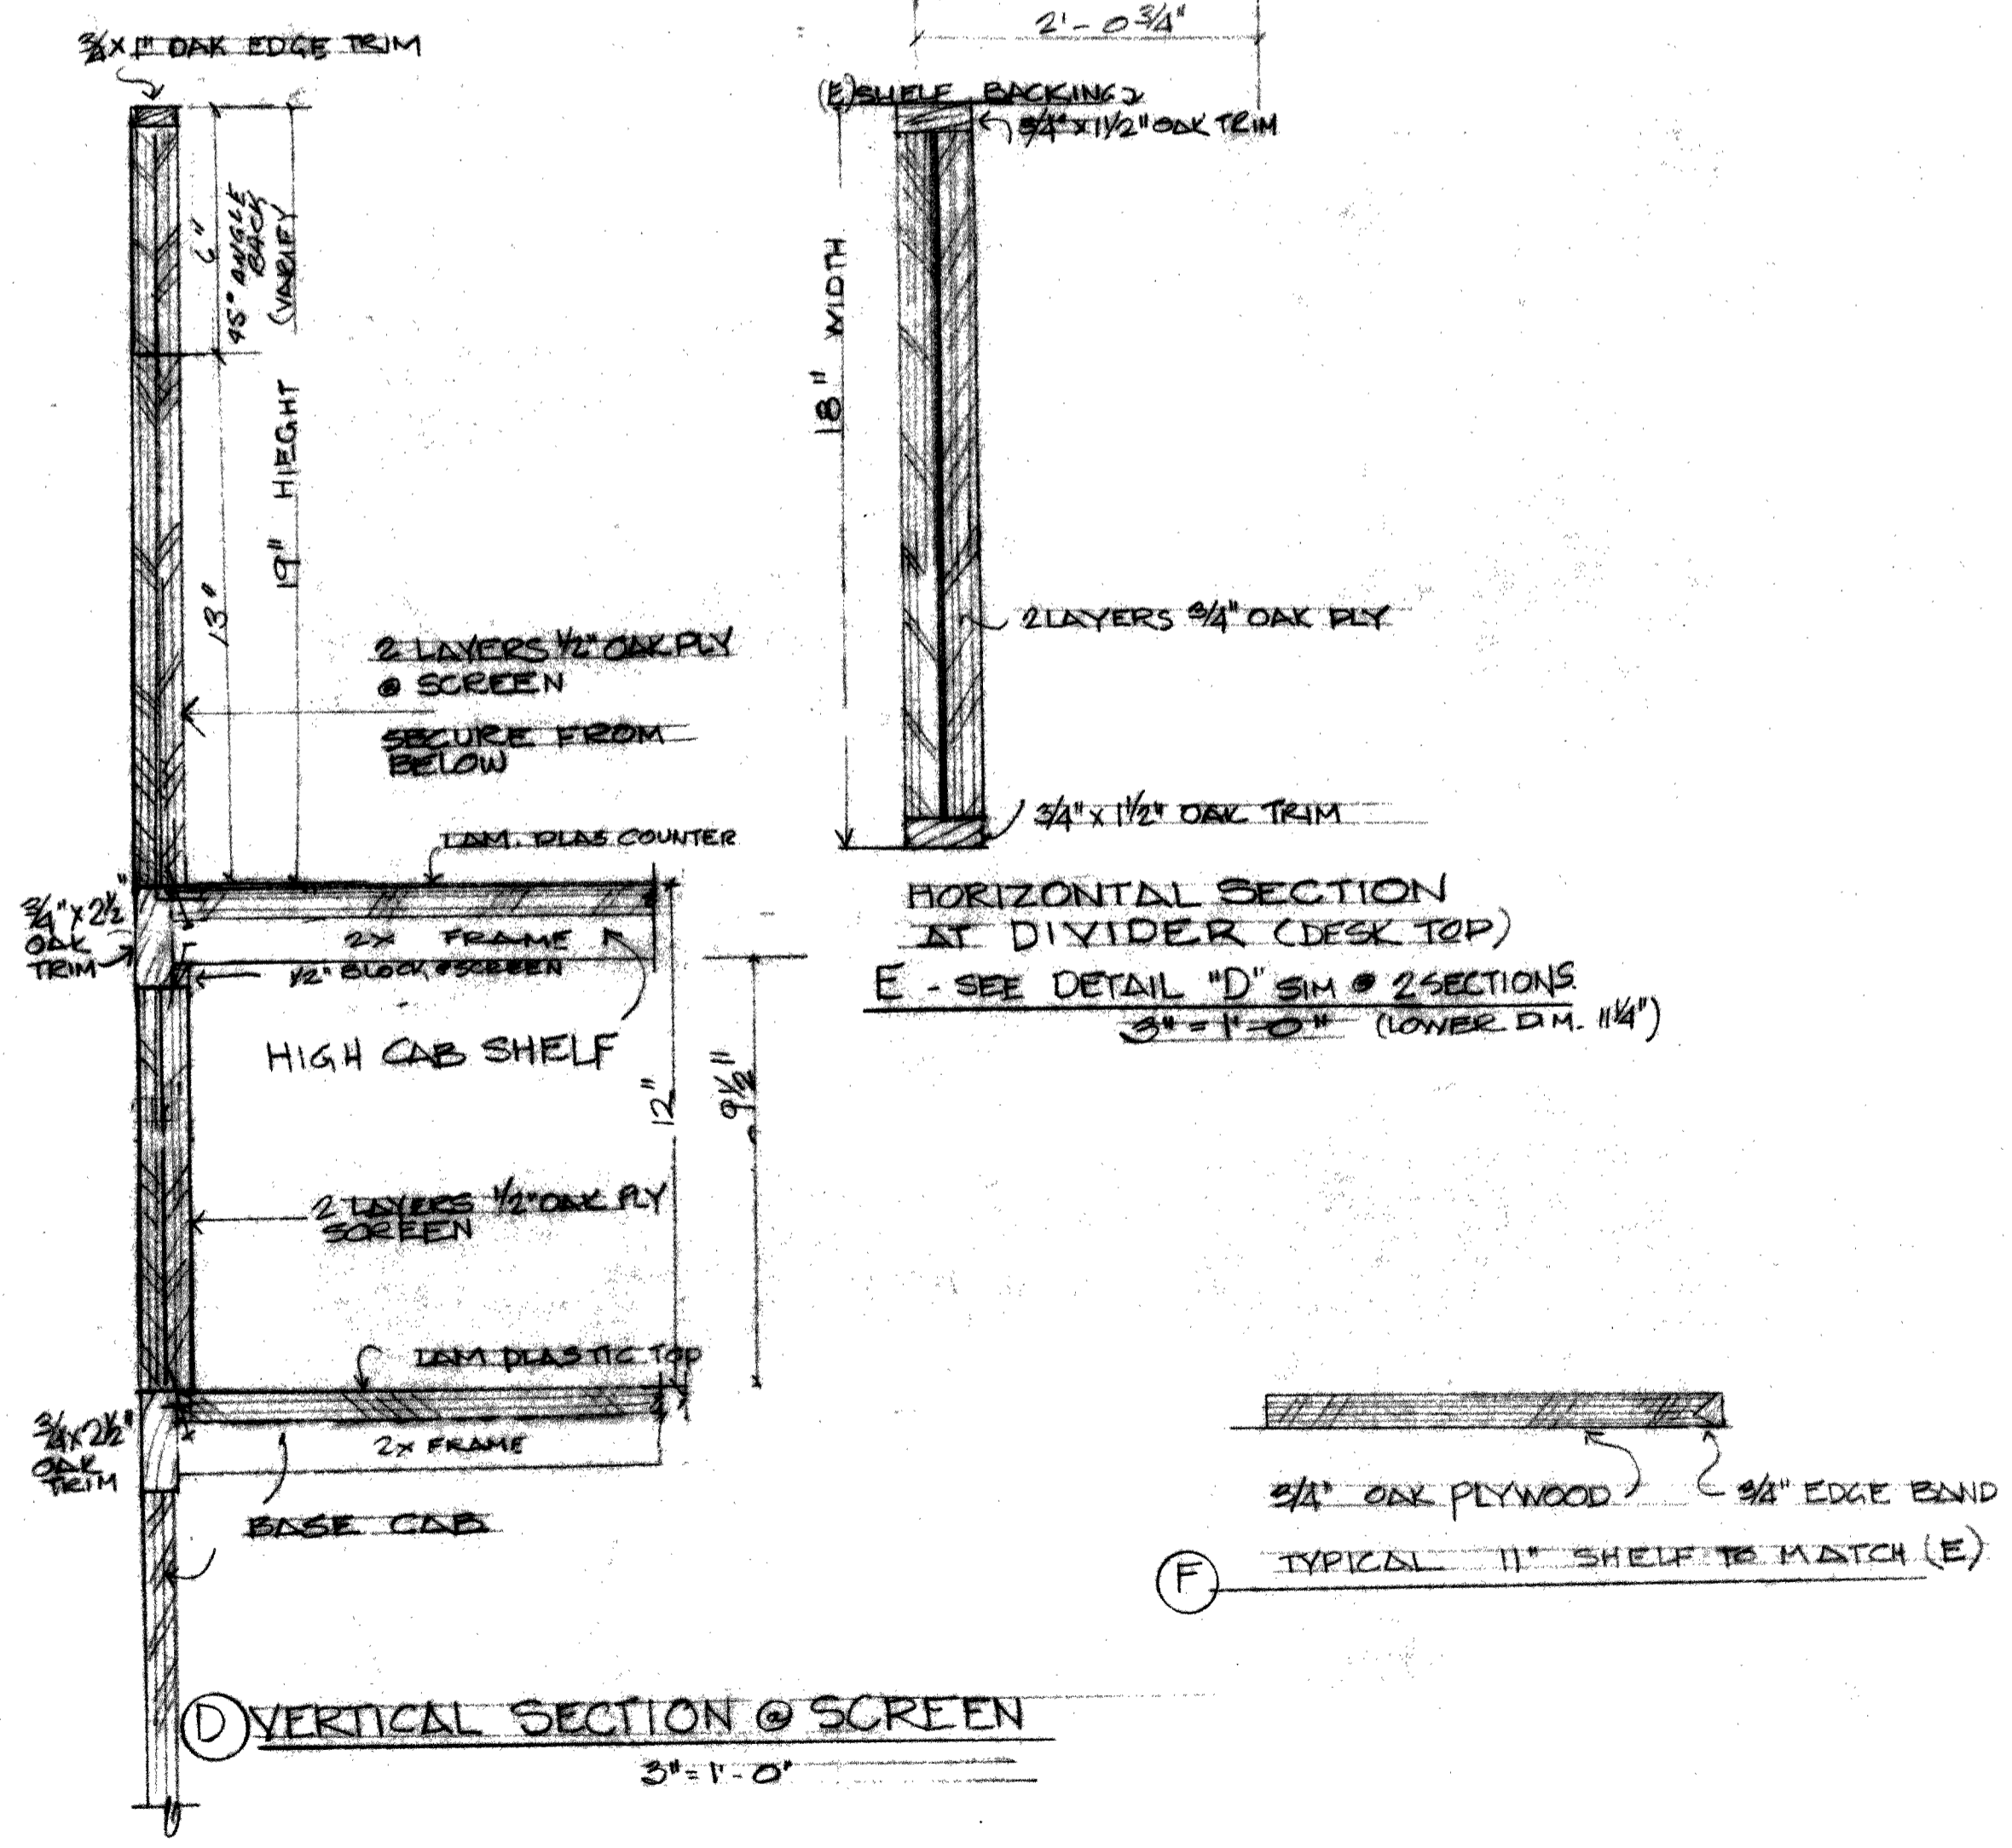 3/4 X 1" OAK EDGE TRIM
6"
45° ANGLE
BACK
(VARIFY
19" HIEGHT
13"
2 LAYERS 1/2" OAK PLY
@ SCREEN
SECURE FROM
BELOW
LAM. PLAS COUNTER
3/4" x 2 1/2"
OAK
TRIM
2X FRAME
1/2" BLOCK @ SCREEN
HIGH CAB SHELF
12"
9 1/2"
2 LAYERS 1/2" OAK PLY
SCREEN
LAM PLASTIC TOP
3/4 x 2 1/2"
OAK
TRIM
2x FRAME
BASE CAB
D VERTICAL SECTION @ SCREEN
3" = 1'-0"
2'-0 3/4"
(E) SHELF BACKING
3/4" X 1 1/2" OAK TRIM
18" WIDTH
2 LAYERS 3/4" OAK PLY
3/4" x 1 1/2" OAK TRIM
HORIZONTAL SECTION
AT DIVIDER (DESK TOP)
E - SEE DETAIL "D" SIM @ 2 SECTIONS.
3" = 1'-0" (LOWER DIM. 11 1/4")
3/4" OAK PLYWOOD
3/4" EDGE BAND
F TYPICAL 11" SHELF TO MATCH (E)